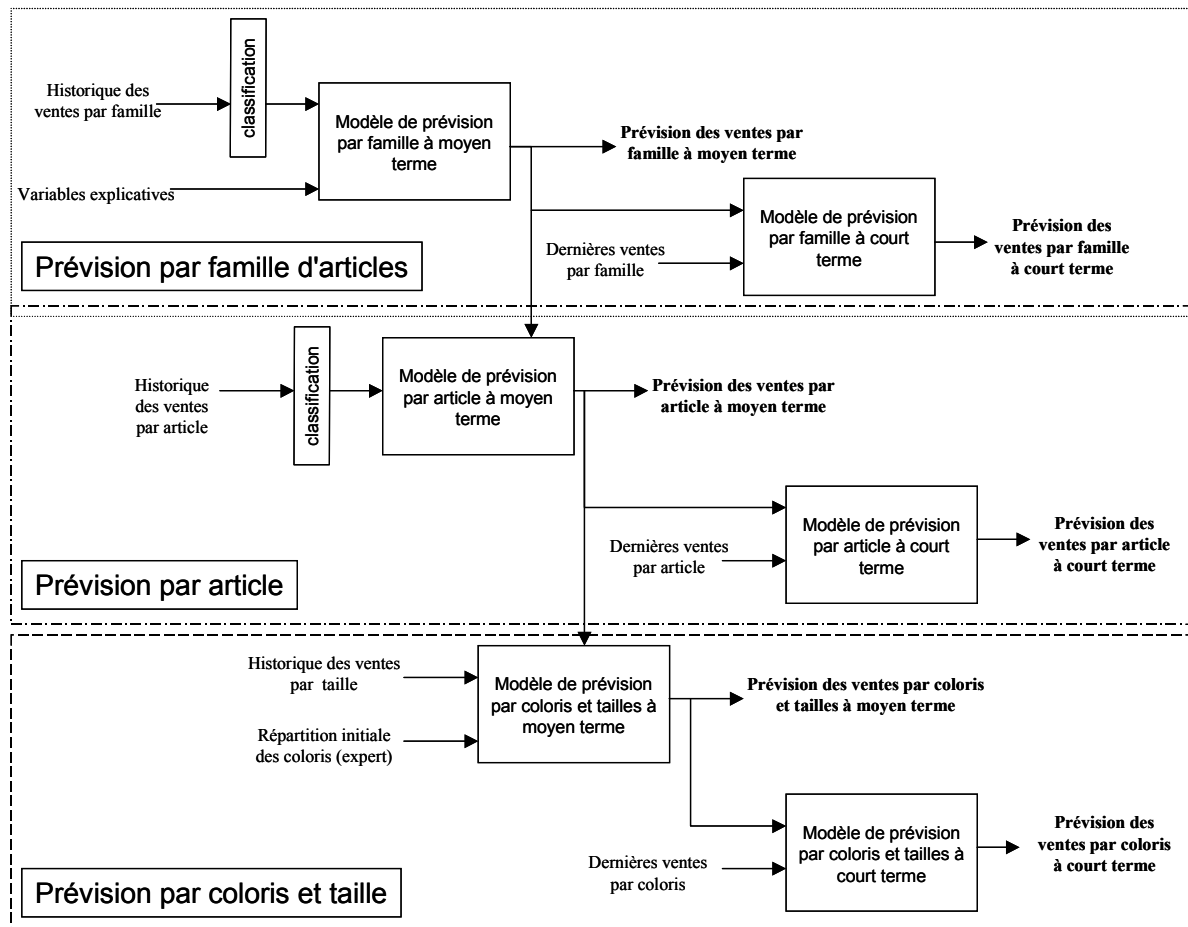 Historique des
ventes par famille
classification
Modèle de prévision
par famille à moyen
terme
Prévision des ventes par
famille à moyen terme
Variables explicatives
Modèle de prévision
par famille à court
terme
Dernières ventes
par famille
Prévision des
ventes par famille
à court terme
Prévision par famille d'articles
Historique
des ventes
par article
classification
Modèle de prévision
par article à moyen
terme
Prévision des ventes par
article à moyen terme
Modèle de prévision
par article à court
terme
Dernières ventes
par article
Prévision des
ventes par article
à court terme
Prévision par article
Historique des ventes
par taille
Répartition initiale
des coloris (expert)
Modèle de prévision
par coloris et tailles à
moyen terme
Prévision des ventes par coloris
et tailles à moyen terme
Modèle de prévision
par coloris et tailles à
court terme
Dernières ventes
par coloris
Prévision des
ventes par coloris
à court terme
Prévision par coloris et taille